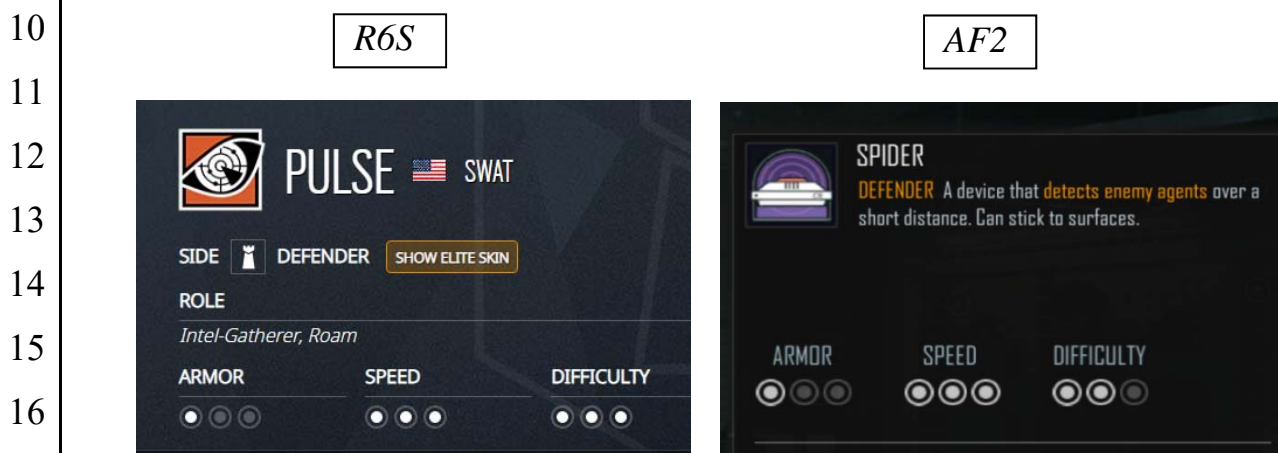 10
R6S
AF2
11
12
PULSE SWAT
SPIDER
DEFENDER A device that detects enemy agents over a
short distance. Can stick to surfaces.
13
SIDE DEFENDER SHOW ELITE SKIN
14
ROLE
Intel-Gatherer, Roam
15
ARMOR SPEED DIFFICULTY
ARMOR SPEED DIFFICULTY
16